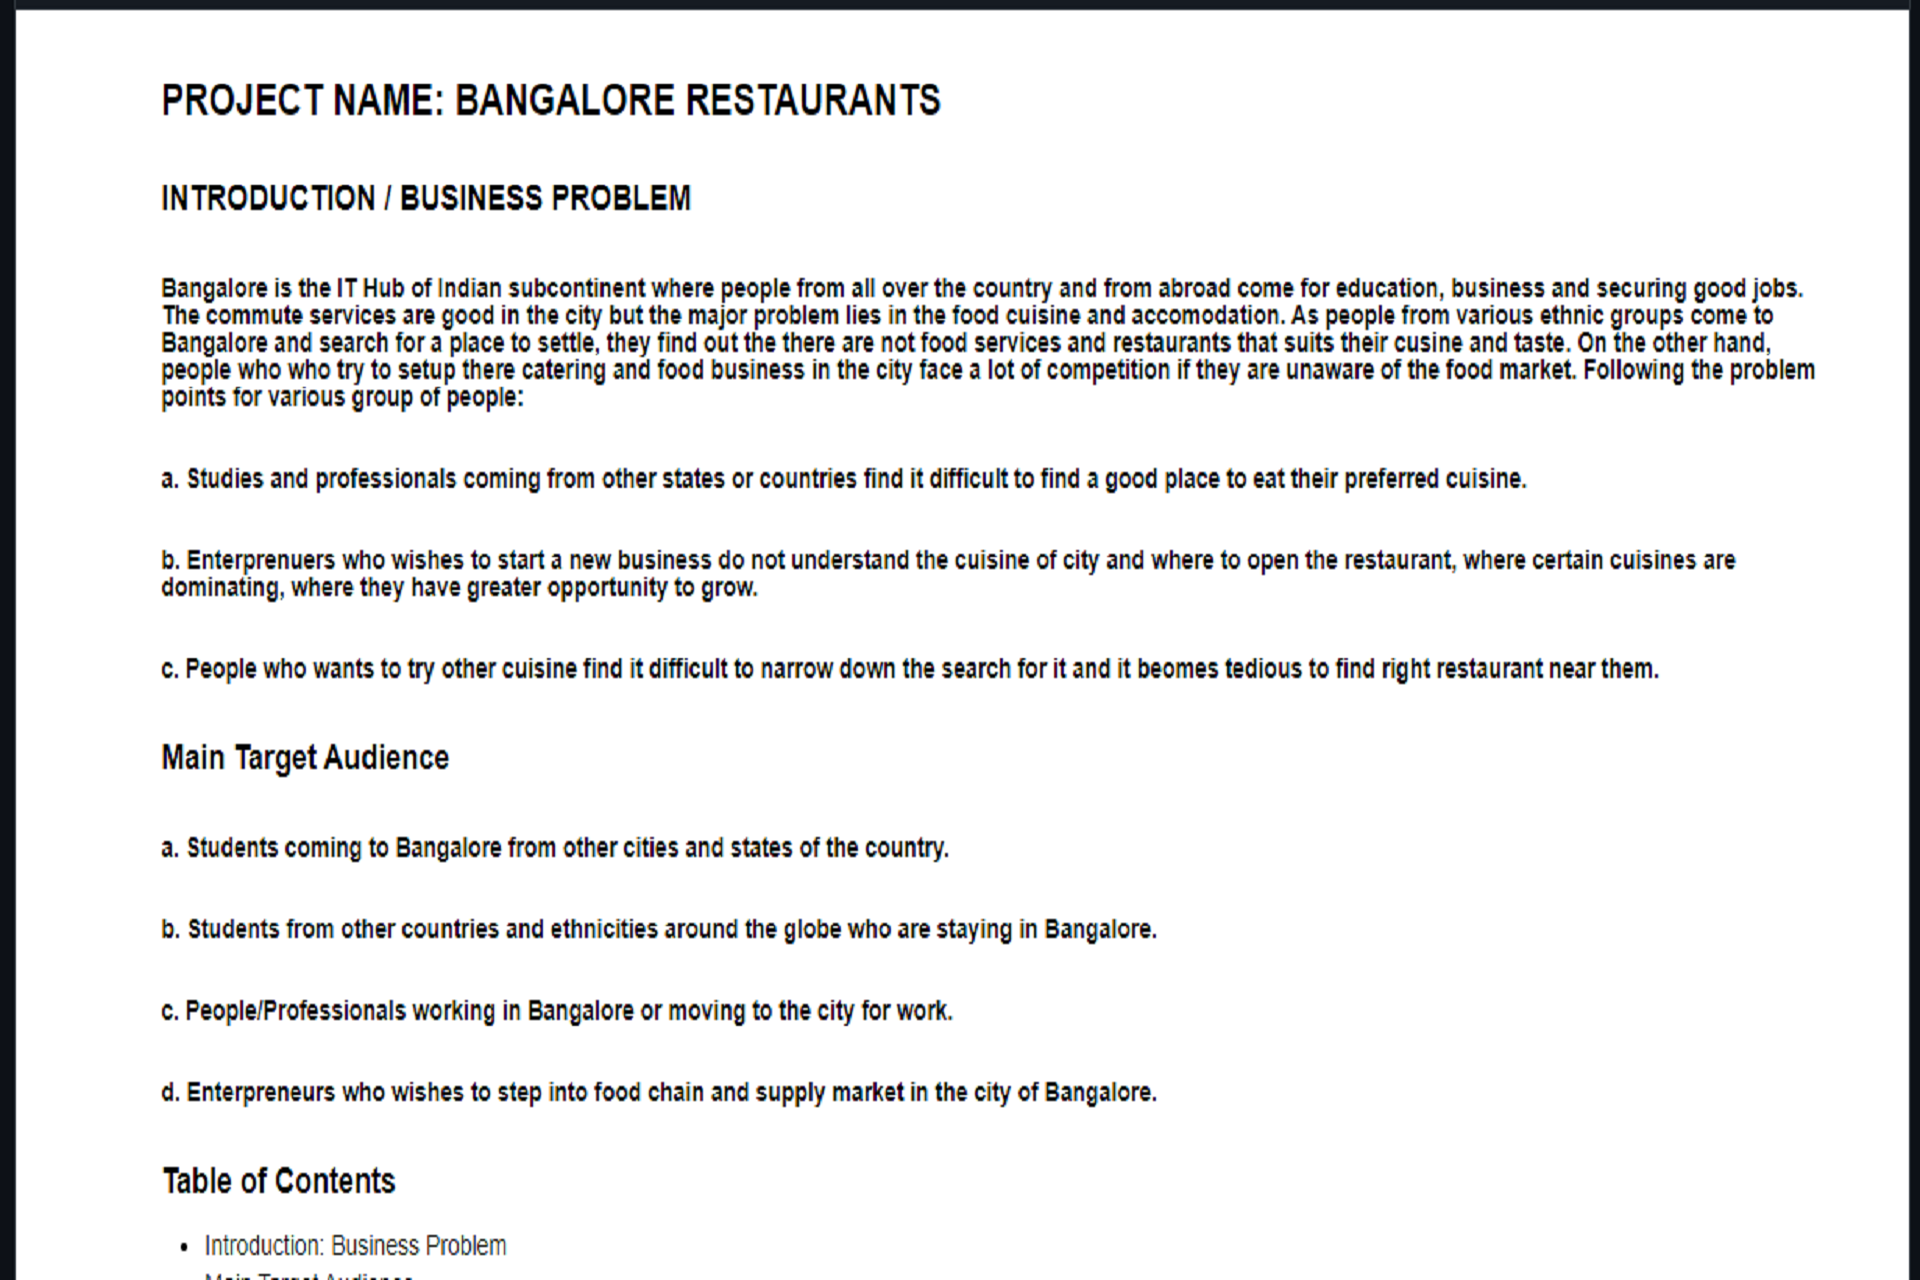 PROJECT NAME: BANGALORE RESTAURANTS
INTRODUCTION / BUSINESS PROBLEM
Bangalore is the IT Hub of Indian subcontinent where people from all over the country and from abroad come for education, business and securing good jobs.
The commute services are good in the city but the major problem lies in the food cuisine and accomodation. As people from various ethnic groups come to
Bangalore and search for a place to settle, they find out the there are not food services and restaurants that suits their cusine and taste. On the other hand,
people who who try to setup there catering and food business in the city face a lot of competition if they are unaware of the food market. Following the problem
points for various group of people:
a. Studies and professionals coming from other states or countries find it difficult to find a good place to eat their preferred cuisine.
b. Enterprenuers who wishes to start a new business do not understand the cuisine of city and where to open the restaurant, where certain cuisines are
dominating, where they have greater opportunity to grow.
c. People who wants to try other cuisine find it difficult to narrow down the search for it and it beomes tedious to find right restaurant near them.
Main Target Audience
a. Students coming to Bangalore from other cities and states of the country.
b. Students from other countries and ethnicities around the globe who are staying in Bangalore.
c. People/Professionals working in Bangalore or moving to the city for work.
d. Enterpreneurs who wishes to step into food chain and supply market in the city of Bangalore.
Table of Contents
• Introduction: Business Problem
Main Target Audience